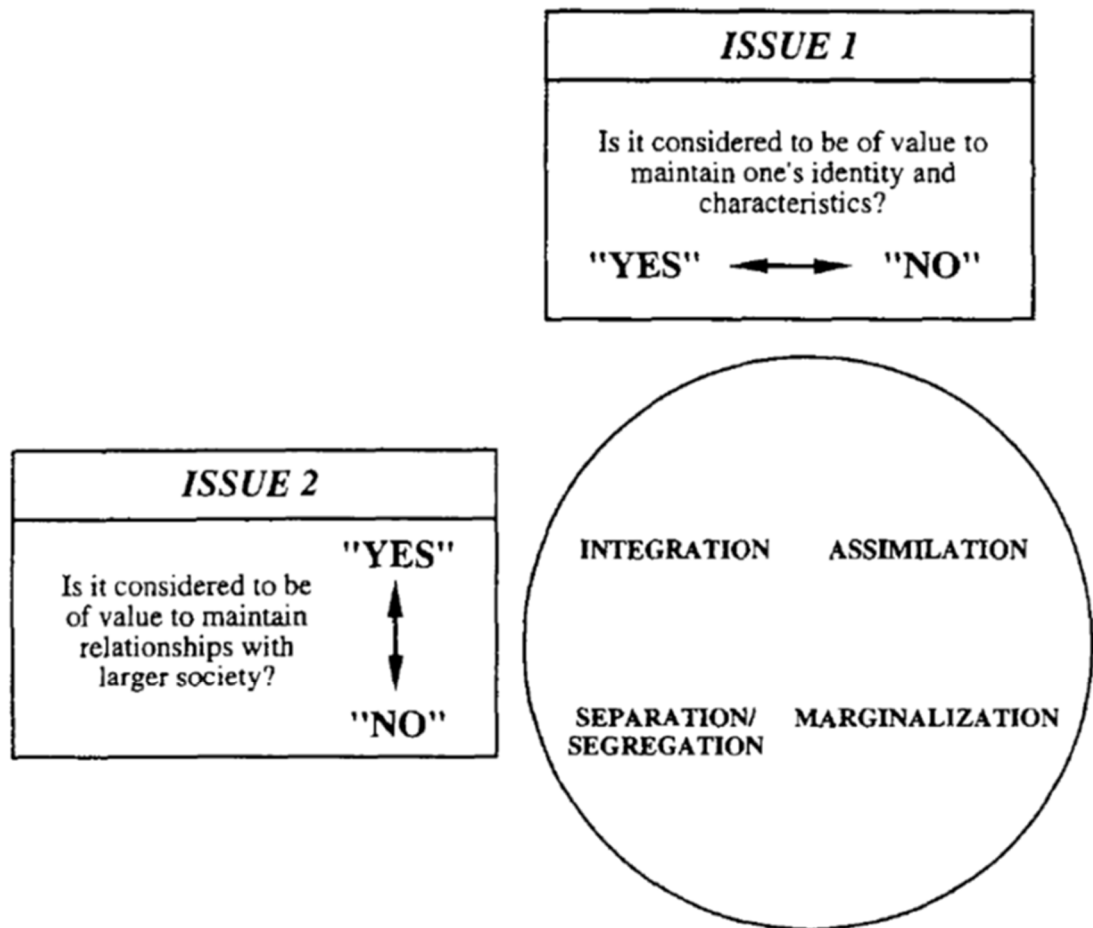 ISSUE 1
Is it considered to be of value to
maintain one's identity and
characteristics?
"YES" "NO"
ISSUE 2
"YES"
Is it considered to be
of value to maintain
relationships with
larger society?
"NO"
INTEGRATION ASSIMILATION
SEPARATION/ MARGINALIZATION
SEGREGATION